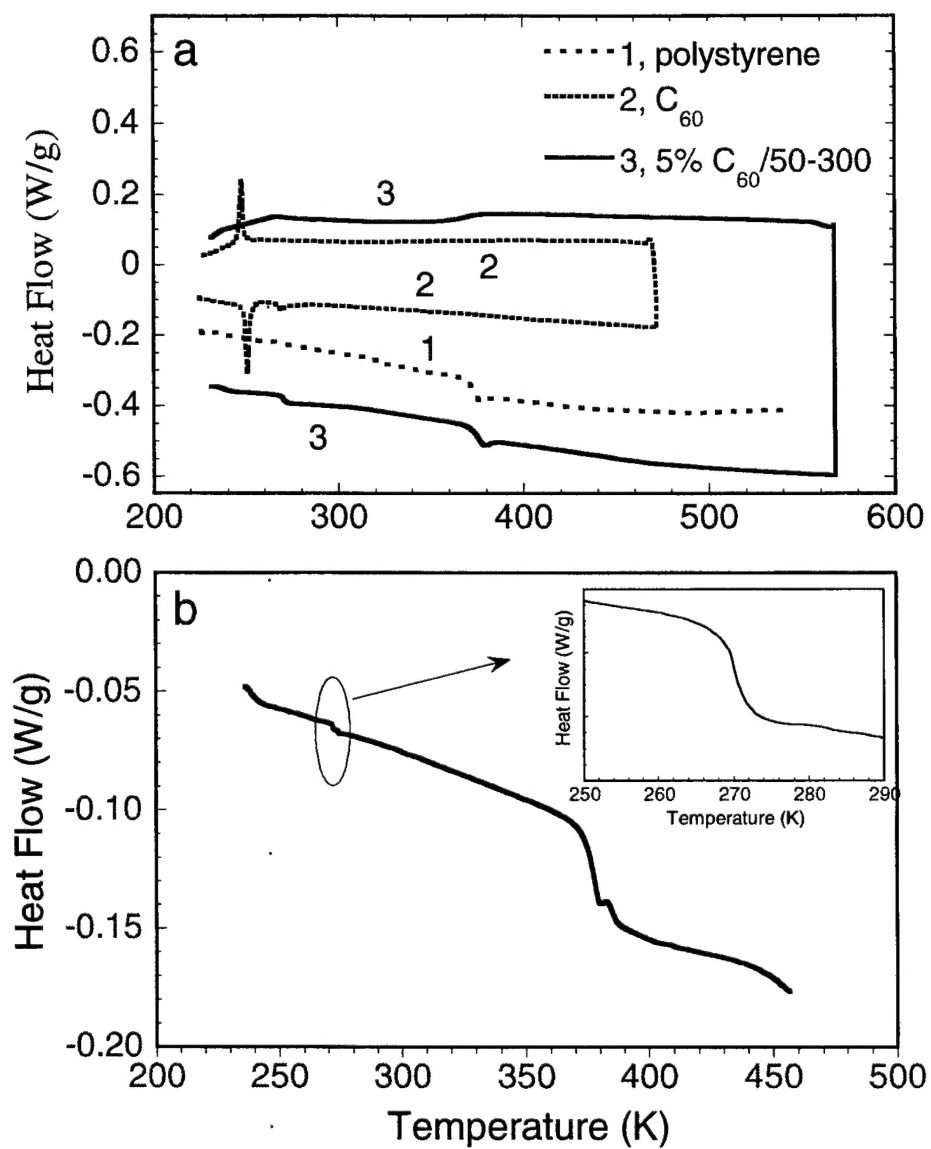 a
1, polystyrene
2, C60
3, 5% C60/50-300
0.6
0.4
0.2
0
-0.2
-0.4
-0.6
Heat Flow (W/g)
3
2
2
1
3
200 300 400 500 600
b
0.00
-0.05
-0.10
-0.15
-0.20
Heat Flow (W/g)
Heat Flow (W/g)
250 260 270 280 290
Temperature (K)
200 250 300 350 400 450 500
Temperature (K)